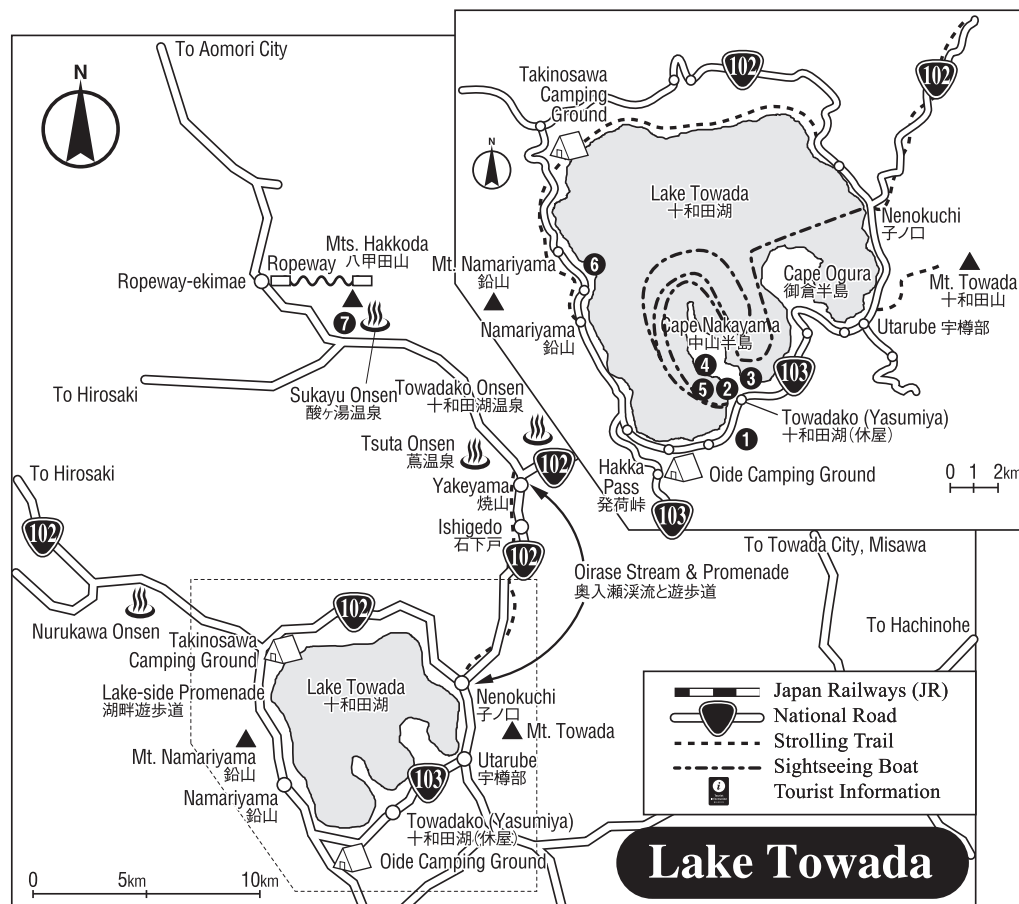 To Aomori City
N
Mts. Hakkoda
八甲田山
Ropeway
Ropeway-ekimae
7
To Hirosaki
Sukayu Onsen
酸ヶ湯温泉
Towadako Onsen
十和田湖温泉
Tsuta Onsen
蔦温泉
102
Yakeyama
焼山
Ishigedo
石下戸
102
Oirase Stream & Promenade
奥入瀬渓流と遊歩道
To Hirosaki
102
Nurukawa Onsen
102
Takinosawa
Camping Ground
Lake-side Promenade
湖畔遊歩道
Lake Towada
十和田湖
Nenokuchi
子ノ口
Mt. Towada
Mt. Namariyama
鉛山
Utarube
宇樽部
Namariyama
鉛山
103
Towadako (Yasumiya)
十和田湖(休屋)
Oide Camping Ground
0 5km 10km
102
102
Takinosawa
Camping
Ground
N
Lake Towada
十和田湖
Nenokuchi
子ノ口
Mt. Namariyama
鉛山
6
Cape Ogura
御倉半島
Mt. Towada
十和田山
Namariyama
鉛山
Cape Nakayama
中山半島
Utarube 宇樽部
4
3
5
2
103
Towadako (Yasumiya)
十和田湖(休屋)
1
Hakka
Pass
発荷峠
Oide Camping Ground
0 1 2km
103
To Towada City, Misawa
To Hachinohe
Japan Railways (JR)
National Road
Strolling Trail
Sightseeing Boat
Tourist Information
Lake Towada